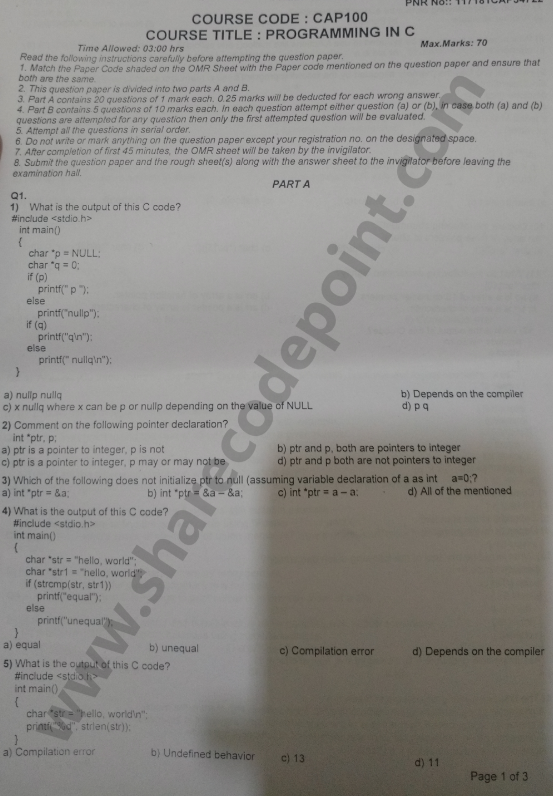 COURSE CODE : CAP100
COURSE TITLE : PROGRAMMING IN C
Time Allowed: 03:00 hrs Max.Marks: 70
Read the following instructions carefully before attempting the question paper.
1. Match the Paper Code shaded on the OMR Sheet with the Paper code mentioned on the question paper and ensure that
both are the same.
2. This question paper is divided into two parts A and B.
3. Part A contains 20 questions of 1 mark each. 0.25 marks will be deducted for each wrong answer.
4. Part B contains 5 questions of 10 marks each. In each question attempt either question (a) or (b), in case both (a) and (b)
questions are attempted for any question then only the first attempted question will be evaluated.
5. Attempt all the questions in serial order.
6. Do not write or mark anything on the question paper except your registration no. on the designated space.
7. After completion of first 45 minutes, the OMR sheet will be taken by the invigilator.
8. Submit the question paper and the rough sheet(s) along with the answer sheet to the invigilator before leaving the
examination hall.
PART A
Q1.
1) What is the output of this C code?
#include <stdio.h>
int main()
{
char *p = NULL;
char *q = 0;
if (p)
printf(" p ");
else
printf("nullp");
if (q)
printf("q\n");
else
printf(" nullq\n");
}
a) nullp nullq b) Depends on the compiler
c) x nullq where x can be p or nullp depending on the value of NULL d) p q
2) Comment on the following pointer declaration?
int *ptr, p;
a) ptr is a pointer to integer, p is not b) ptr and p, both are pointers to integer
c) ptr is a pointer to integer, p may or may not be d) ptr and p both are not pointers to integer
3) Which of the following does not initialize ptr to null (assuming variable declaration of a as int a=0;?
a) int *ptr = &a; b) int *ptr = &a – &a; c) int *ptr = a – a; d) All of the mentioned
4) What is the output of this C code?
#include <stdio.h>
int main()
{
char *str = "hello, world";
char *str1 = "hello, world";
if (strcmp(str, str1))
printf("equal");
else
printf("unequal");
}
a) equal b) unequal c) Compilation error d) Depends on the compiler
5) What is the output of this C code?
#include <stdio.h>
int main()
{
char *str = "hello, world\n";
printf("%d", strlen(str));
}
a) Compilation error b) Undefined behavior c) 13 d) 11
Page 1 of 3
www.sharecodepoint.com